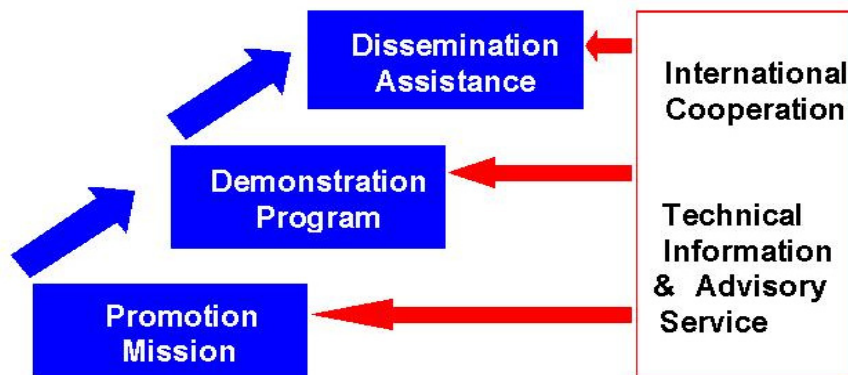 Dissemination
Assistance
Demonstration
Program
Promotion
Mission
International
Cooperation
Technical
Information
& Advisory
Service